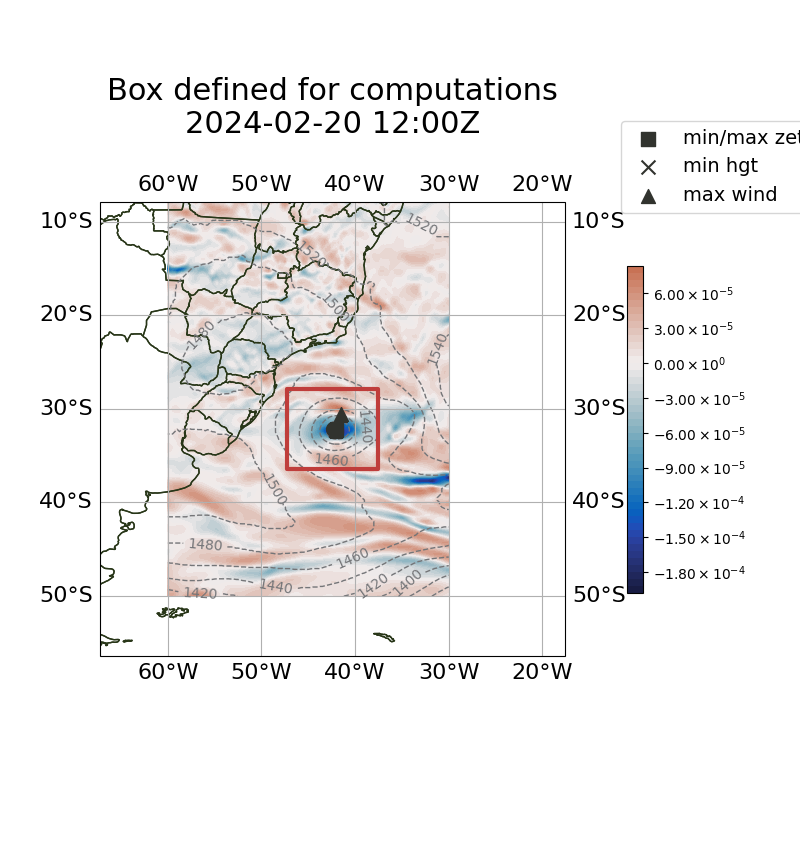 Box defined for computations
2024-02-20 12:00Z
min/max zet
min hgt
max wind
60°W 50°W 40°W 30°W 20°W
10°S 10°S
20°S 20°S
30°S 30°S
40°S 40°S
50°S 50°S
60°W 50°W 40°W 30°W 20°W
1520
1520
1500
1480
1540
1440
1460
1500
1480
1460
1440
1420
1400
1420
6.00 × 10⁻⁵
3.00 × 10⁻⁵
0.00 × 10⁰
−3.00 × 10⁻⁵
−6.00 × 10⁻⁵
−9.00 × 10⁻⁵
−1.20 × 10⁻⁴
−1.50 × 10⁻⁴
−1.80 × 10⁻⁴